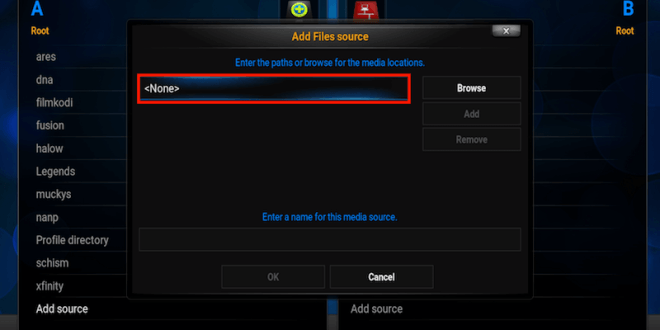 A
B
Root
Root
Add Files source
x
Enter the paths or browse for the media locations.
<None>
Browse
Add
Remove
ares
dna
filmkodi
fusion
halow
Legends
muckys
nanp
Profile directory
schism
xfinity
Add source
Enter a name for this media source.
OK
Cancel
Add source